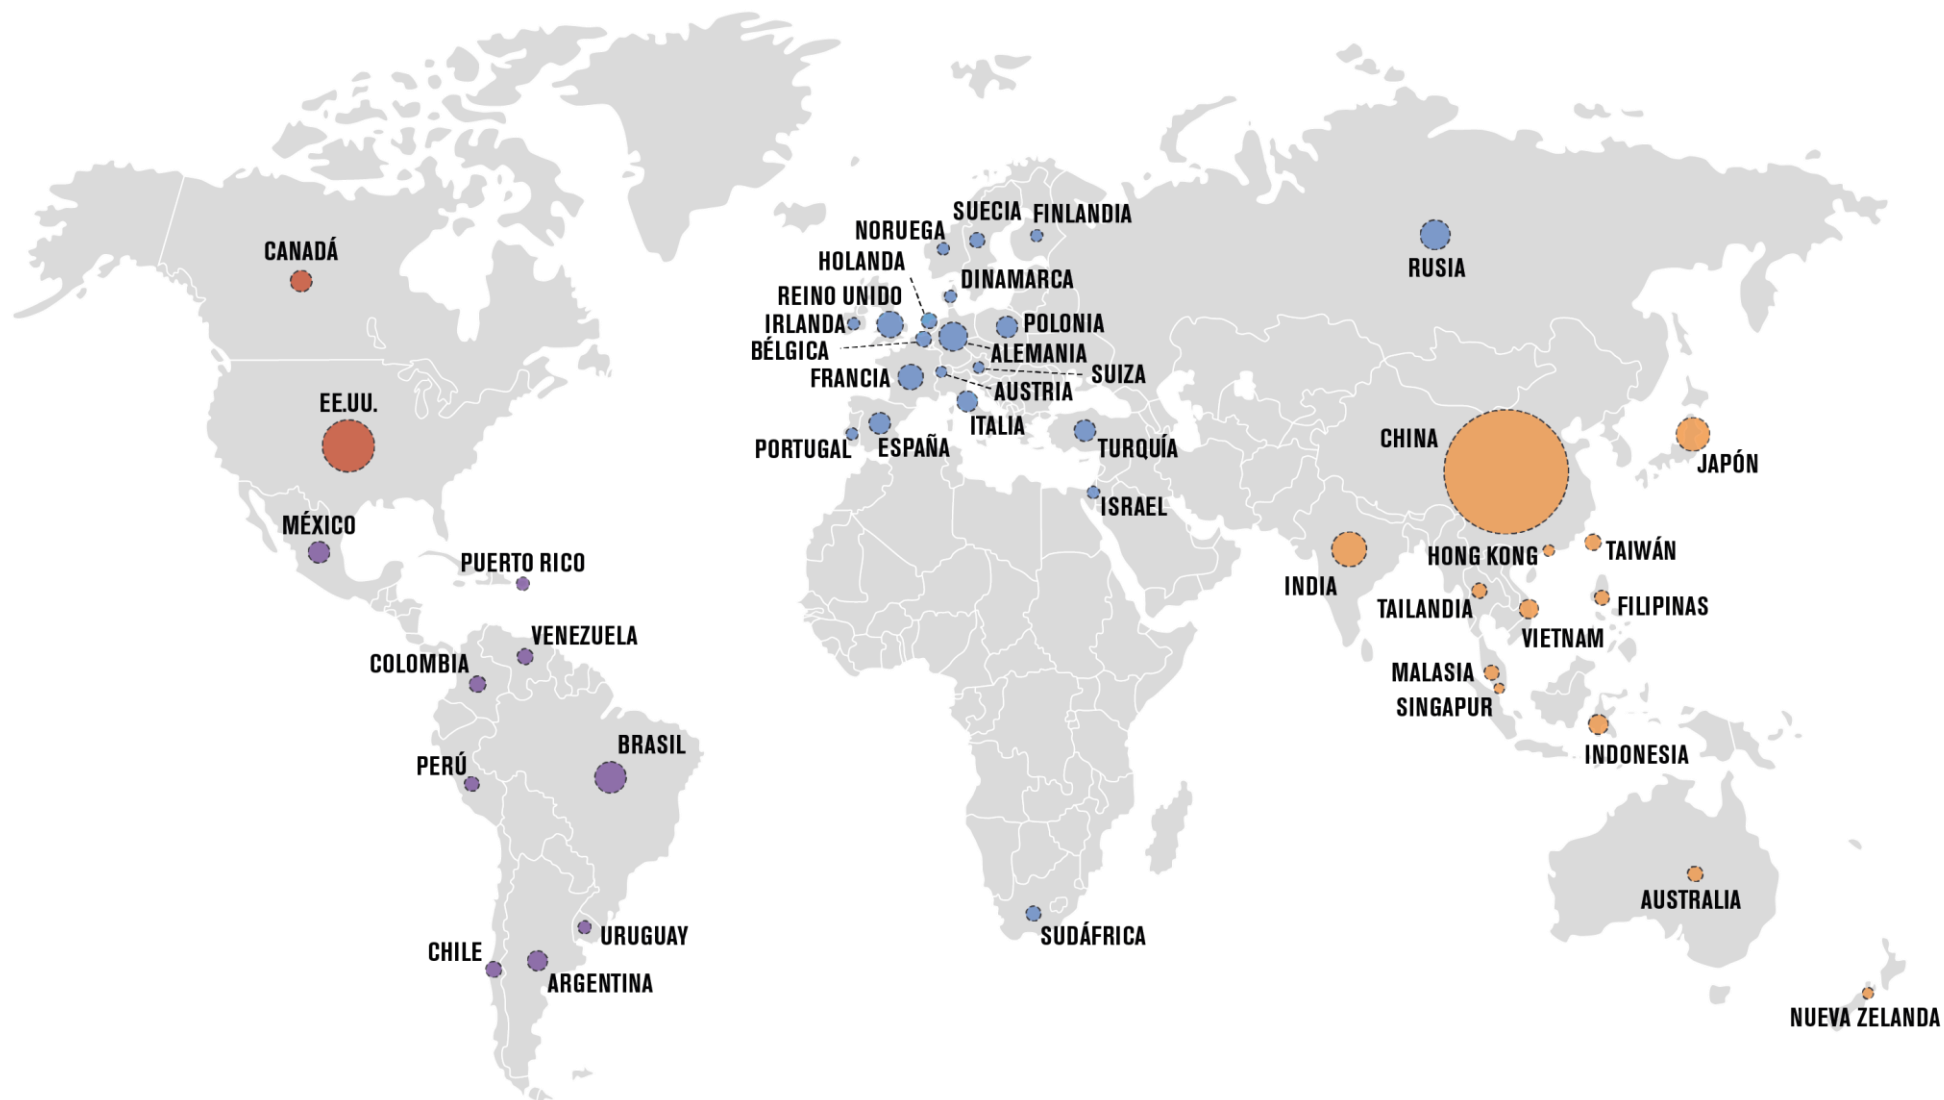 SUECIA
FINLANDIA
NORUEGA
CANADÁ
HOLANDA
RUSIA
DINAMARCA
REINO UNIDO
IRLANDA
POLONIA
BÉLGICA
ALEMANIA
FRANCIA
SUIZA
AUSTRIA
EE.UU.
ITALIA
CHINA
PORTUGAL
ESPAÑA
TURQUÍA
JAPÓN
ISRAEL
MÉXICO
PUERTO RICO
HONG KONG
TAIWÁN
INDIA
TAILANDIA
FILIPINAS
VENEZUELA
VIETNAM
COLOMBIA
MALASIA
SINGAPUR
BRASIL
INDONESIA
PERÚ
AUSTRALIA
URUGUAY
SUDÁFRICA
CHILE
ARGENTINA
NUEVA ZELANDA